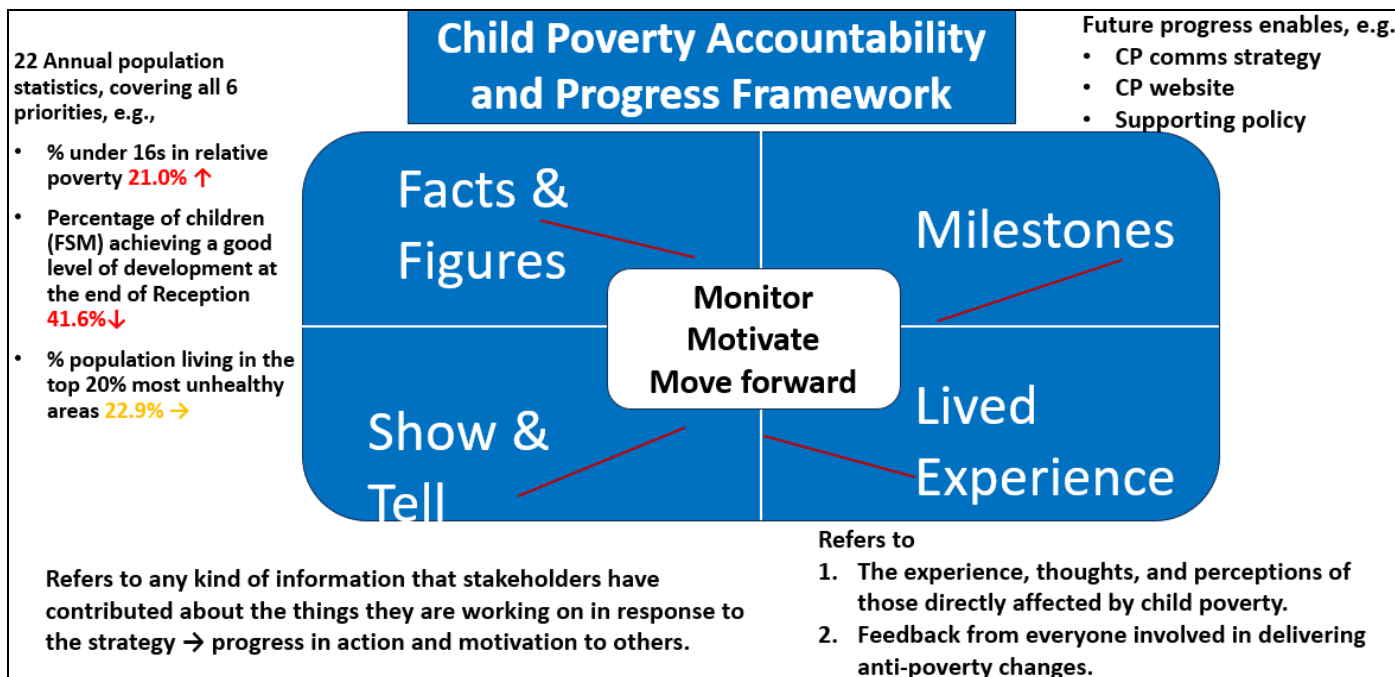 Child Poverty Accountability
and Progress Framework
22 Annual population
statistics, covering all 6
priorities, e.g.,
• % under 16s in relative
poverty 21.0% ↑
• Percentage of children
(FSM) achieving a good
level of development at
the end of Reception
41.6%↓
• % population living in the
top 20% most unhealthy
areas 22.9% →
Future progress enables, e.g.
• CP comms strategy
• CP website
• Supporting policy
Facts &
Figures
Milestones
Monitor
Motivate
Move forward
Show &
Tell
Lived
Experience
Refers to any kind of information that stakeholders have
contributed about the things they are working on in response to
the strategy → progress in action and motivation to others.
Refers to
1. The experience, thoughts, and perceptions of
those directly affected by child poverty.
2. Feedback from everyone involved in delivering
anti-poverty changes.